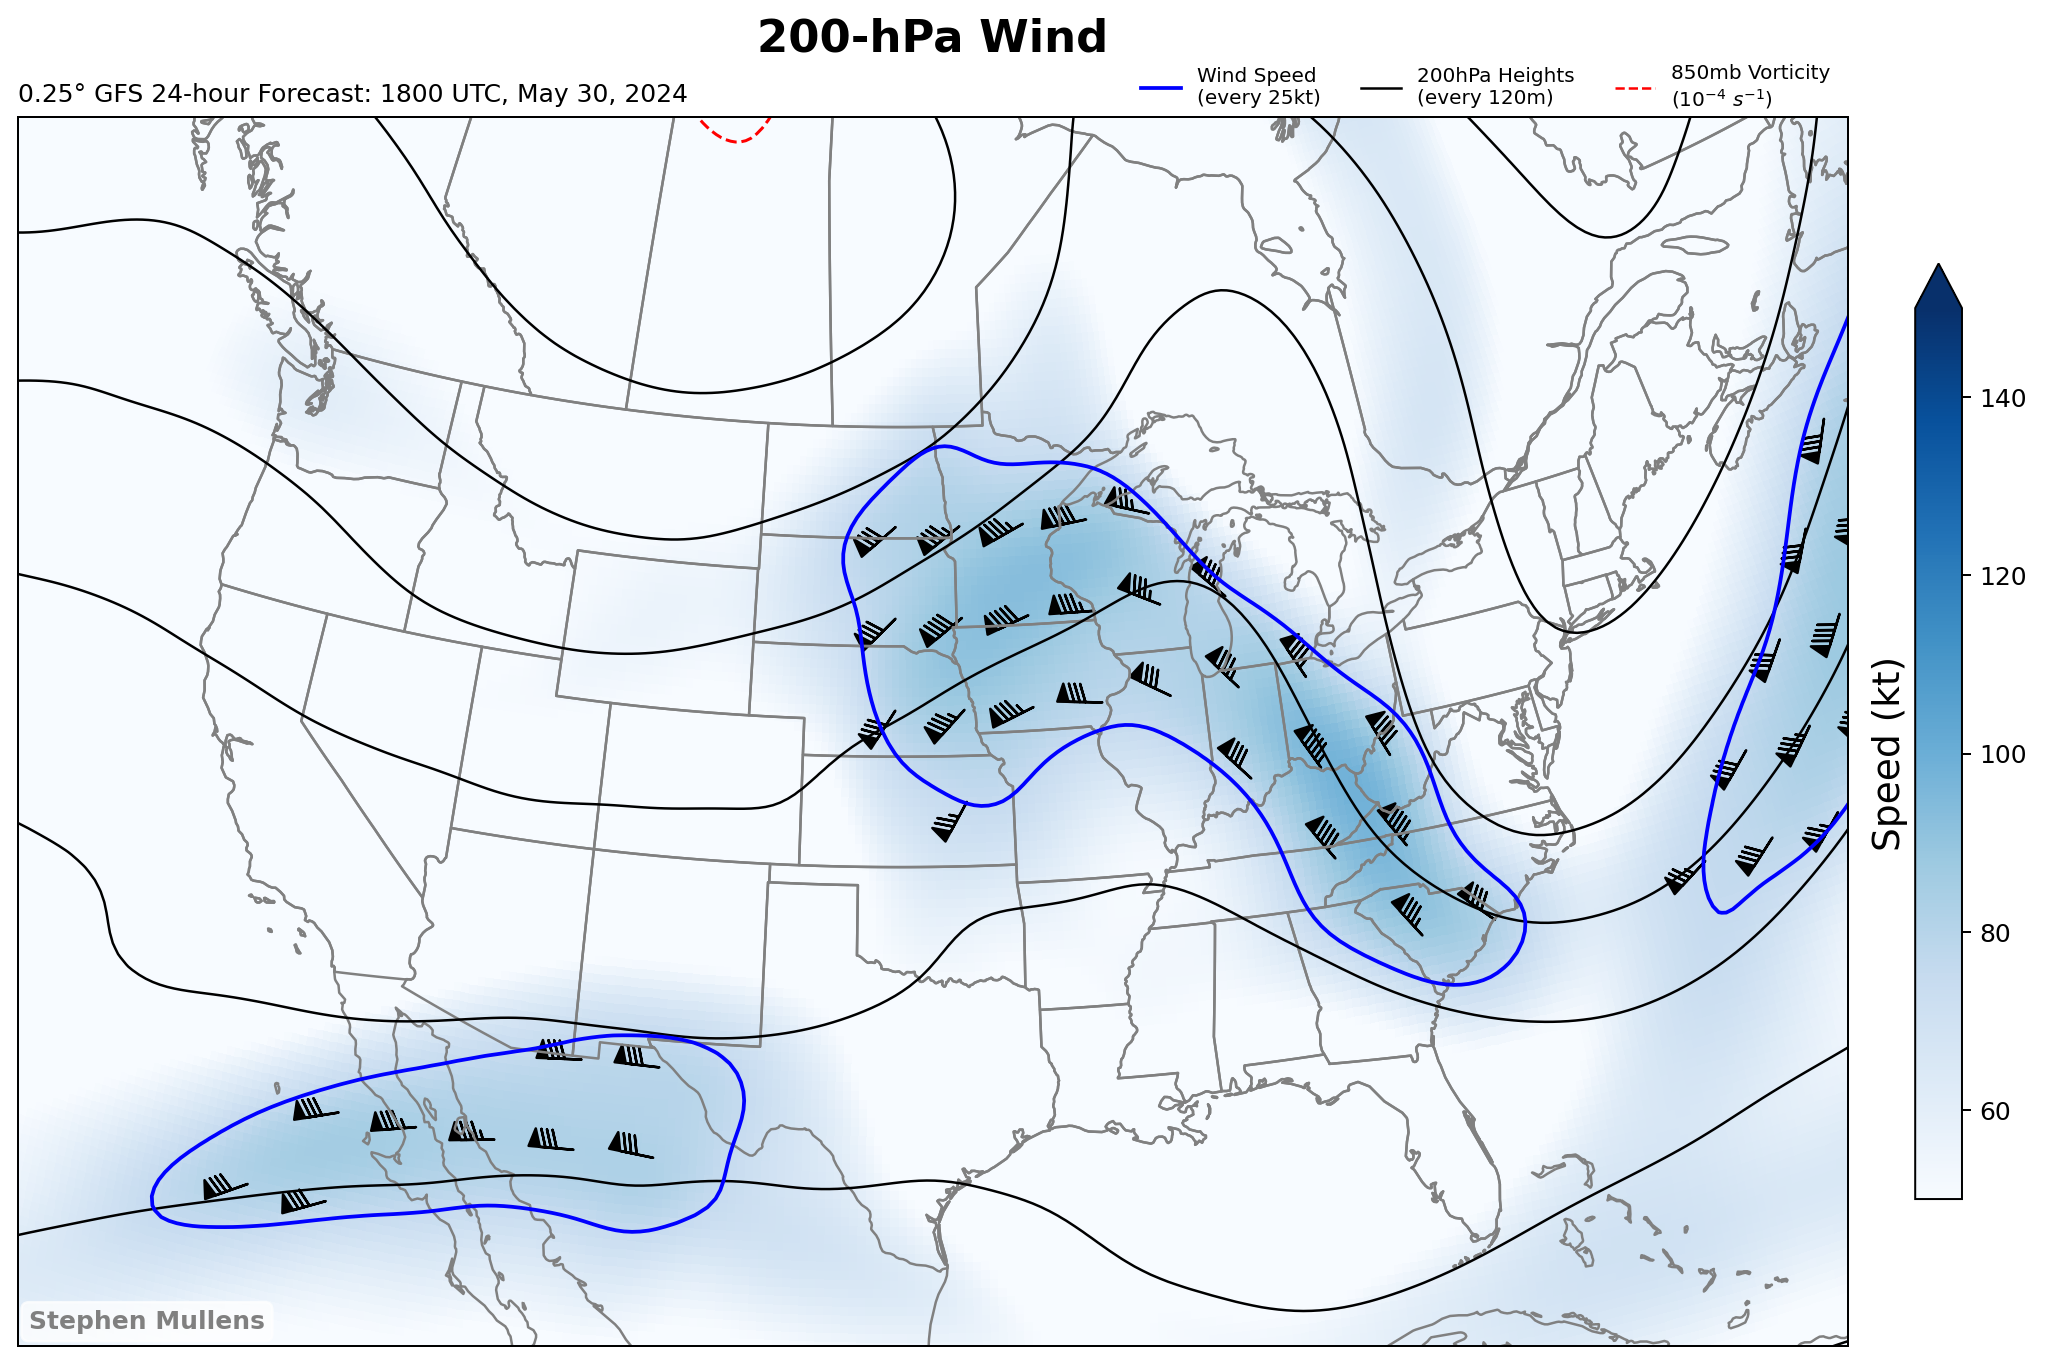 200-hPa Wind
0.25° GFS 24-hour Forecast: 1800 UTC, May 30, 2024
Wind Speed
(every 25kt)
200hPa Heights
(every 120m)
850mb Vorticity
(10⁻⁴ s⁻¹)
140
120
100
80
60
Speed (kt)
Stephen Mullens